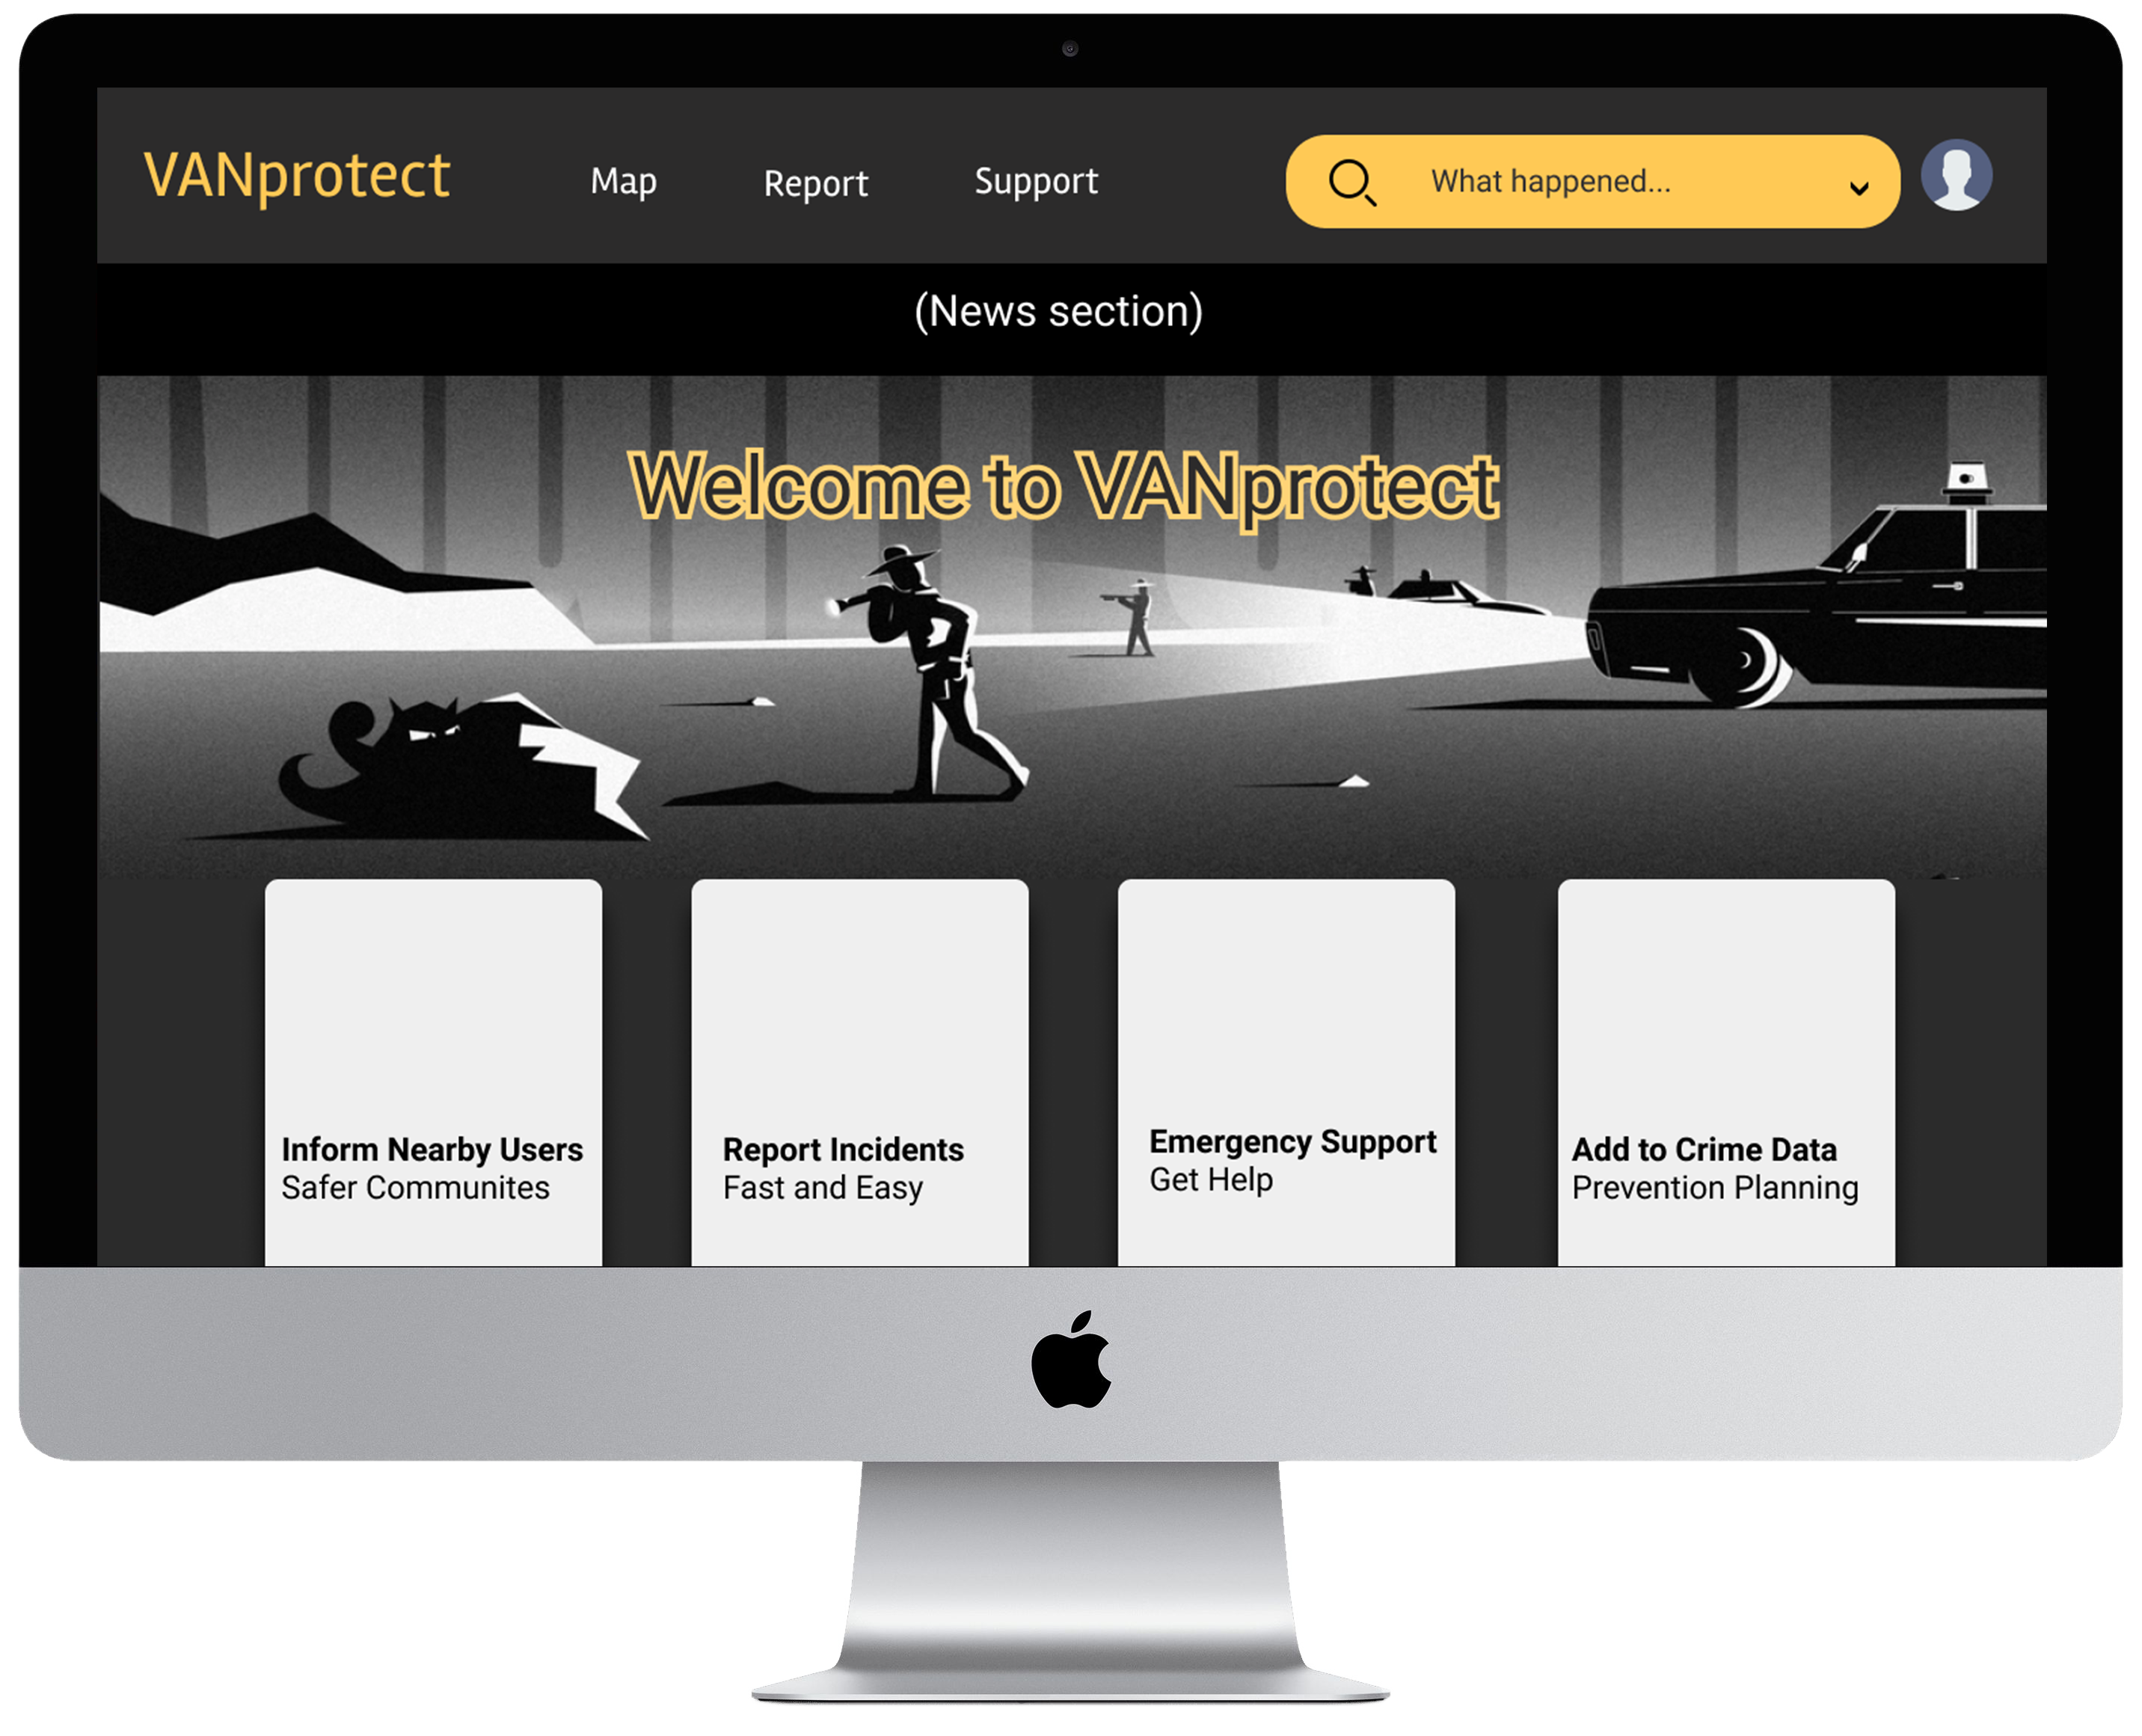 VANprotect
Map
Report
Support
What happened...
(News section)
Welcome to VANprotect
Inform Nearby Users
Safer Communites
Report Incidents
Fast and Easy
Emergency Support
Get Help
Add to Crime Data
Prevention Planning